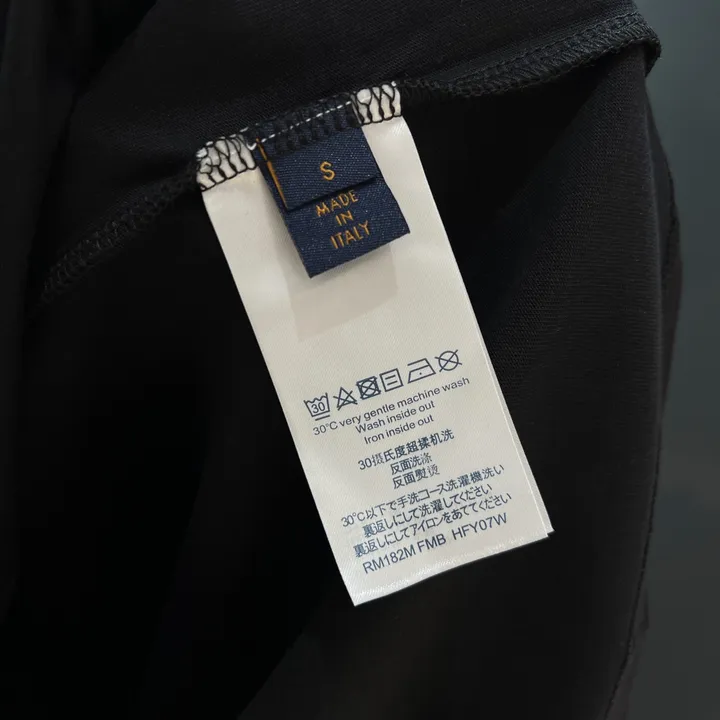 S
MADE
IN
ITALY
30
30°C very gentle machine wash
Wash inside out
Iron inside out
30摄氏度超揉机洗
反面洗涤
反面熨烫
30℃以下で手洗コース洗濯機洗い
裏返しにして洗濯してください
裏返しにしてアイロンをあててください
RM182M FMB HFY07W